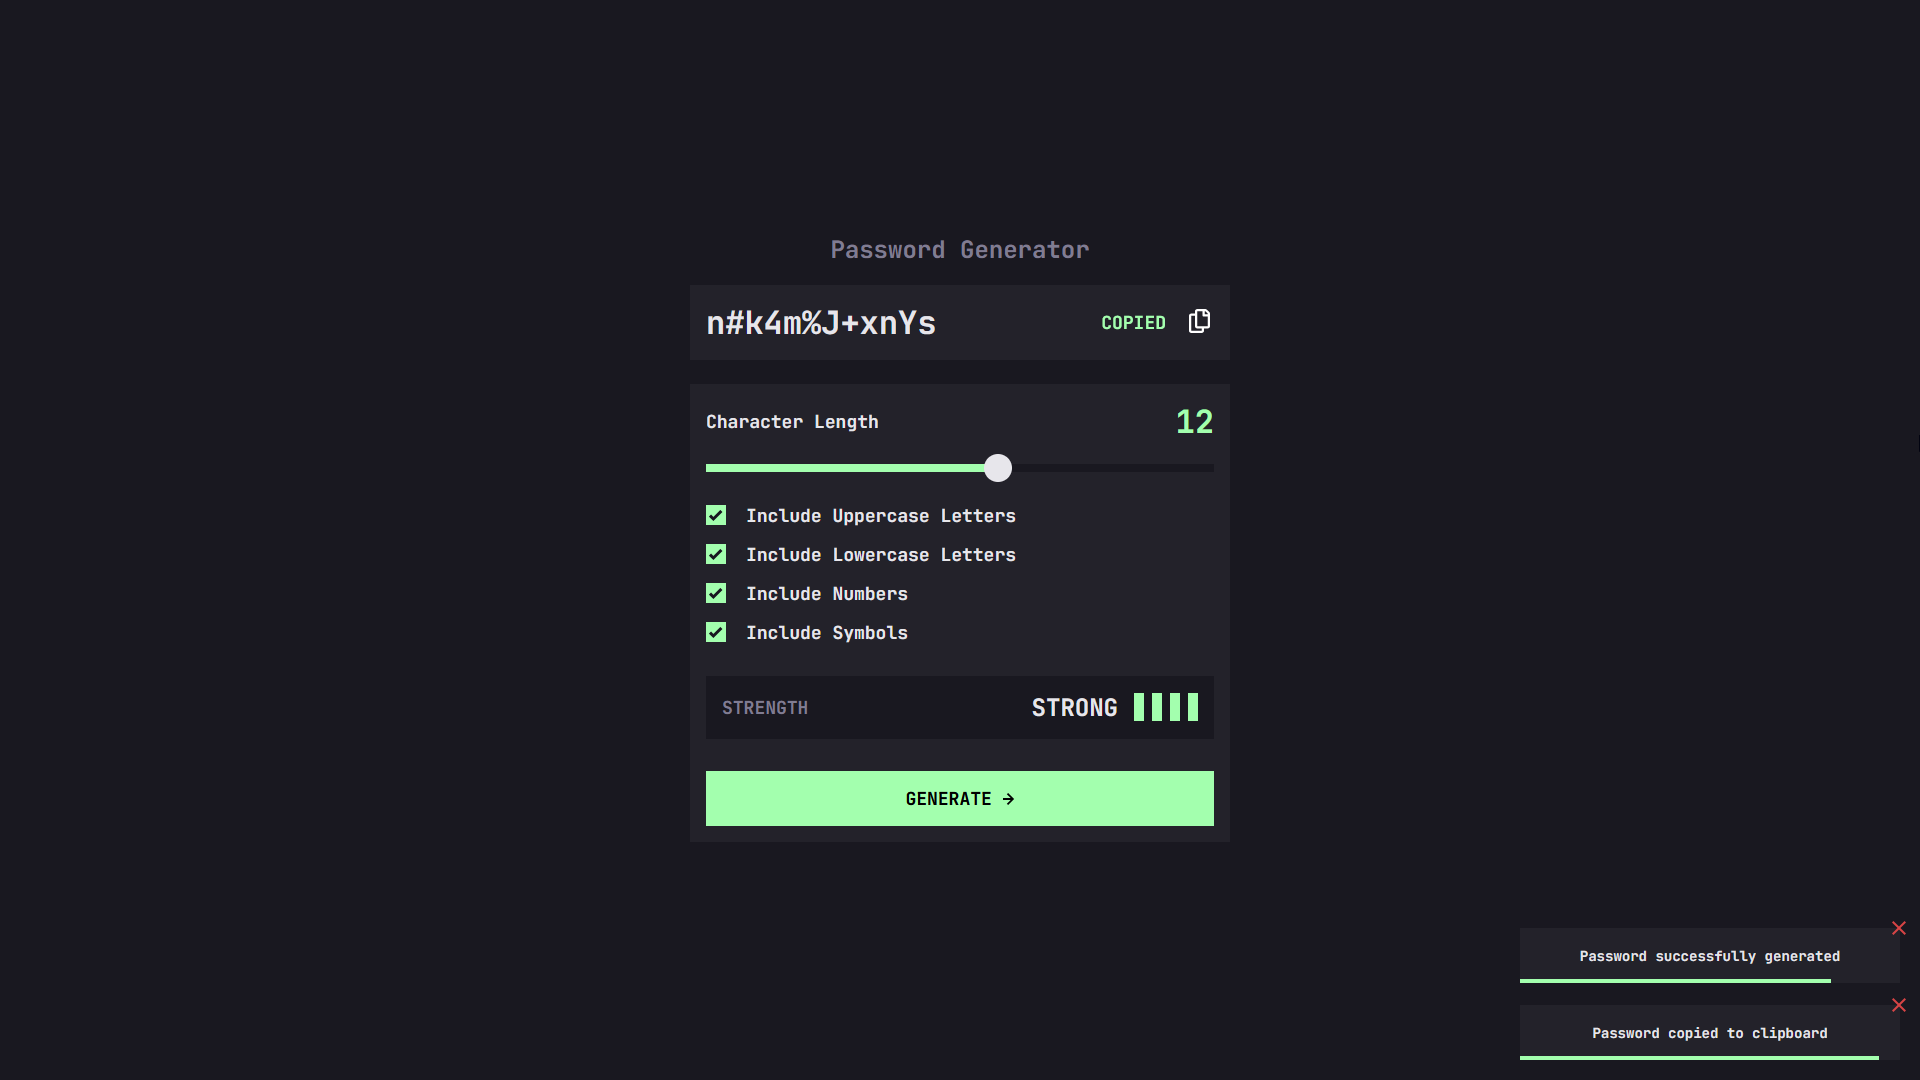 Password Generator
n#k4m%J+xnYs
COPIED
Character Length
12
Include Uppercase Letters
Include Lowercase Letters
Include Numbers
Include Symbols
STRENGTH
STRONG
GENERATE →
Password successfully generated
Password copied to clipboard